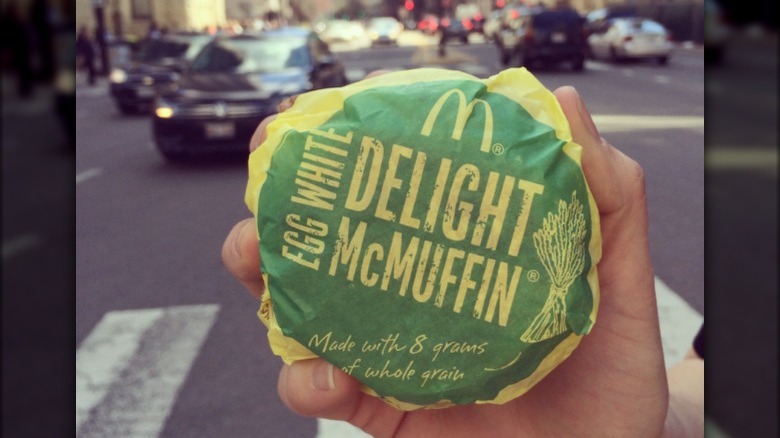 EGG WHITE
DELIGHT
McMUFFIN®
Made with 8 grams
of whole grain